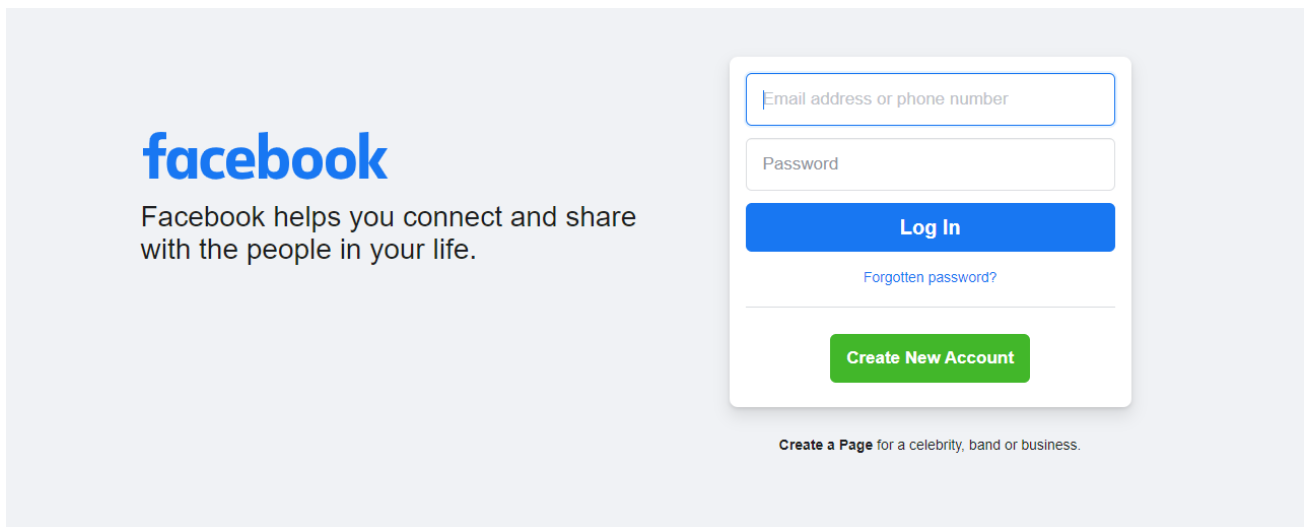 facebook
Facebook helps you connect and share
with the people in your life.
Email address or phone number
Password
Log In
Forgotten password?
Create New Account
Create a Page for a celebrity, band or business.